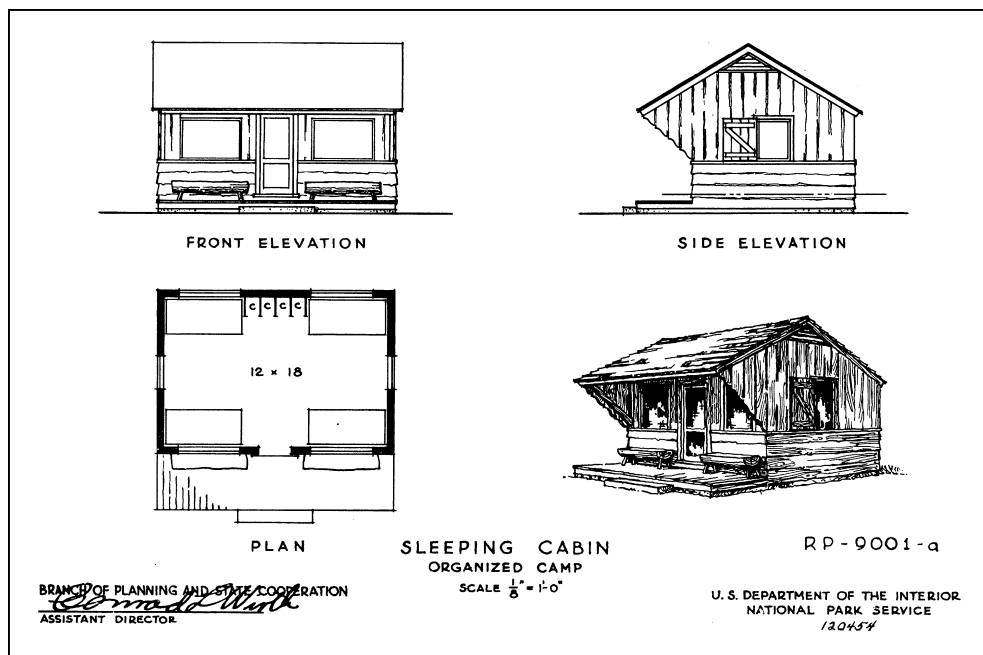 FRONT ELEVATION
SIDE ELEVATION
C C C C
12 × 18
PLAN
SLEEPING CABIN
ORGANIZED CAMP
SCALE 1/8" = 1'-0"
RP-9001-a
BRANCH OF PLANNING AND STATE COOPERATION
Conrad L Wirth
ASSISTANT DIRECTOR
U.S. DEPARTMENT OF THE INTERIOR
NATIONAL PARK SERVICE
120454